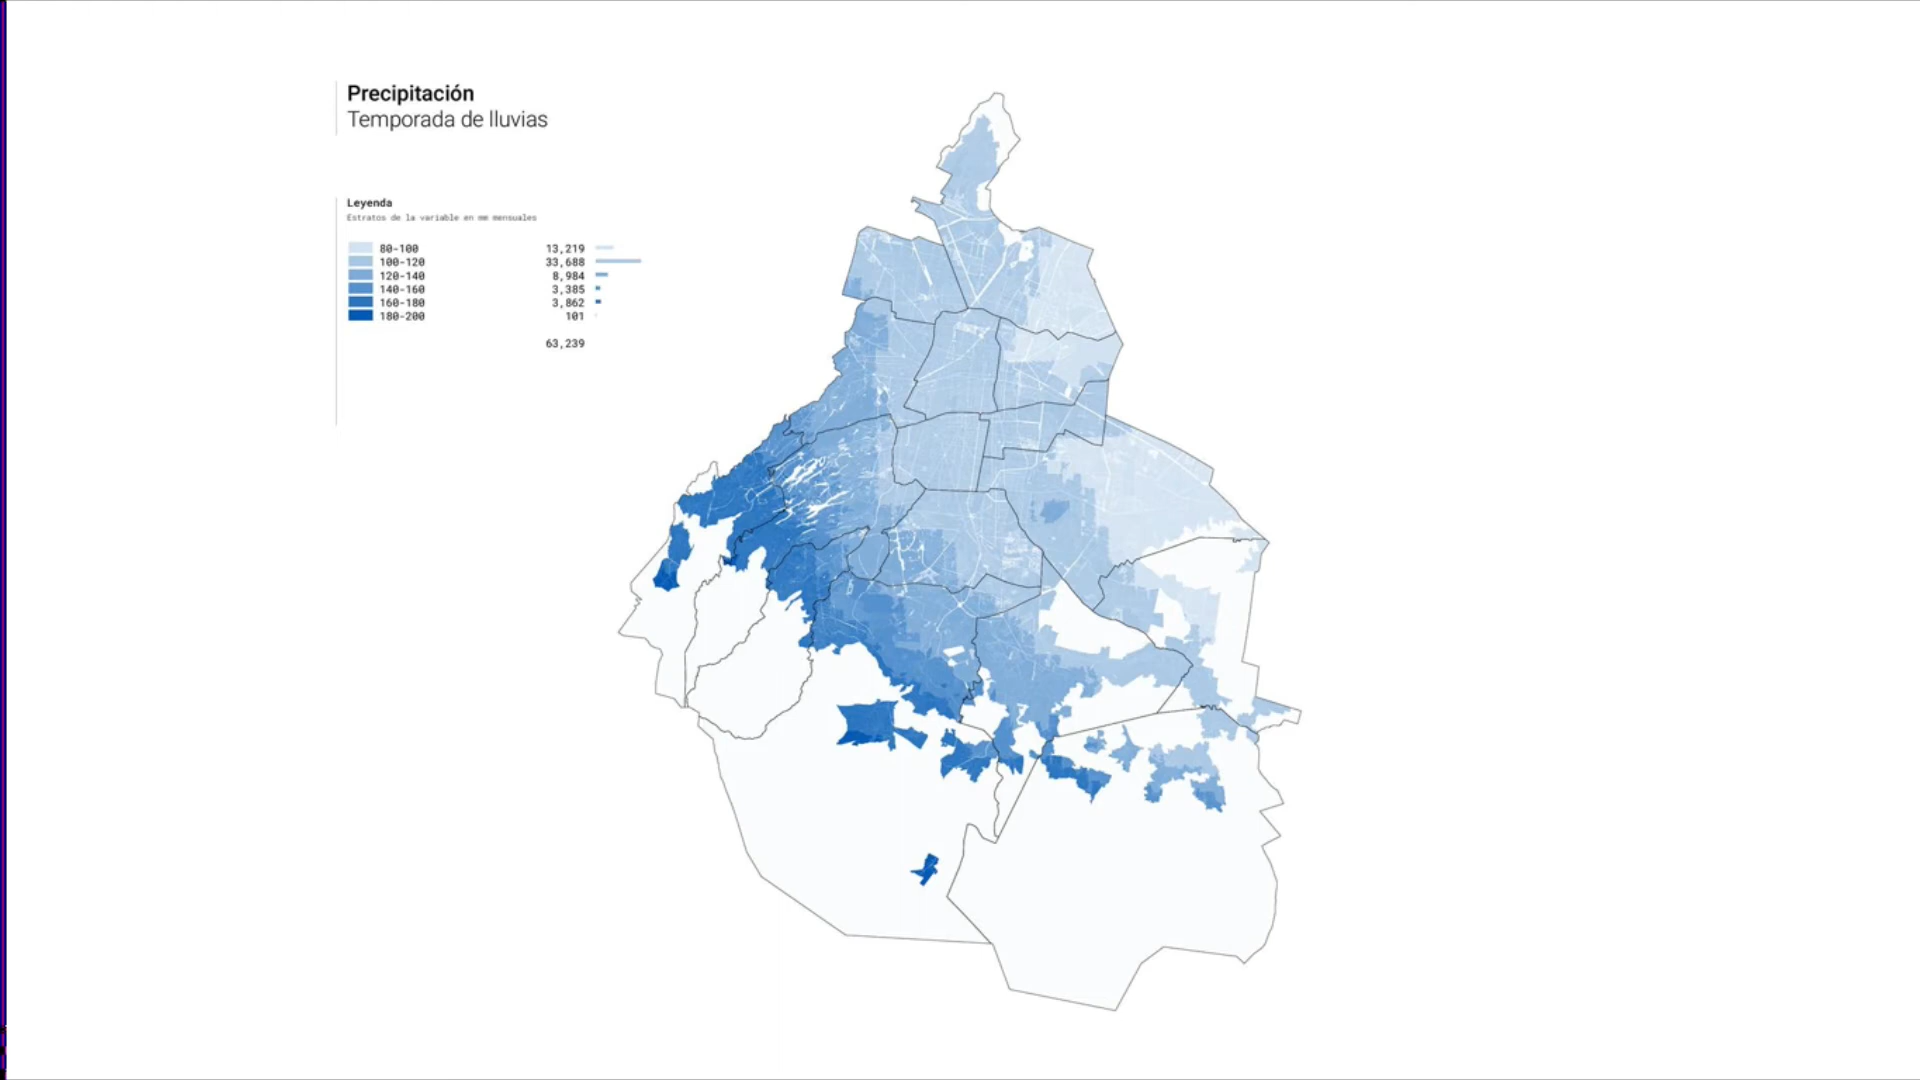 Precipitación
Temporada de lluvias
Leyenda
Estratos de la variable en mm mensuales
80-100 13,219
100-120 33,688
120-140 8,984
140-160 3,385
160-180 3,862
180-200 101
63,239